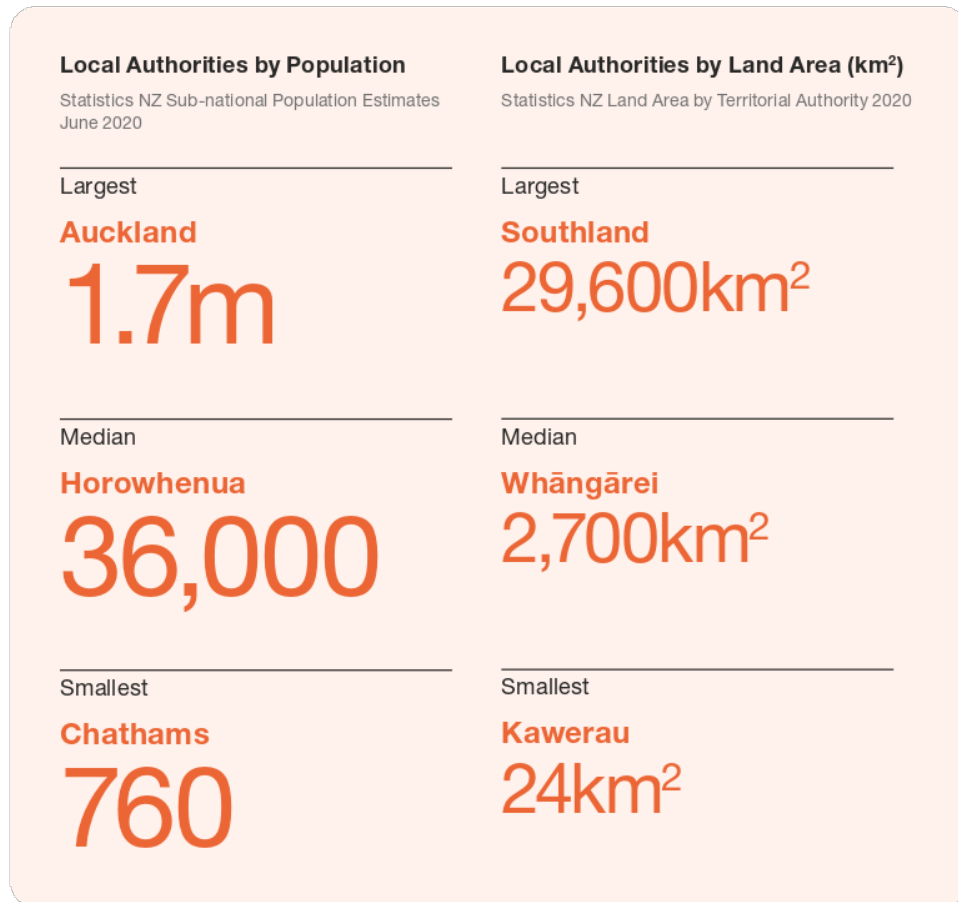 Local Authorities by Population
Statistics NZ Sub-national Population Estimates
June 2020
Largest
Auckland
1.7m
Median
Horowhenua
36,000
Smallest
Chathams
760
Local Authorities by Land Area (km²)
Statistics NZ Land Area by Territorial Authority 2020
Largest
Southland
29,600km²
Median
Whāngārei
2,700km²
Smallest
Kawerau
24km²